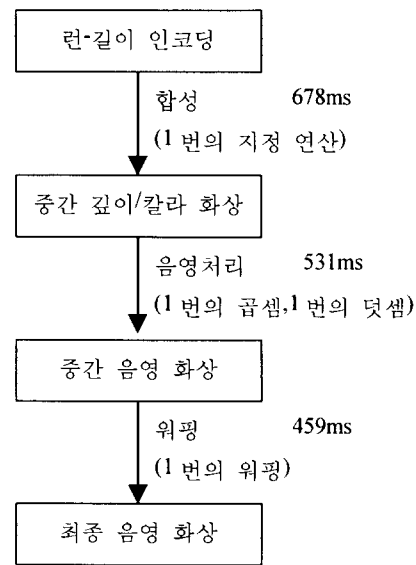 런-길이 인코딩
합성 678ms
(1 번의 지정 연산)
중간 깊이/칼라 화상
음영처리 531ms
(1 번의 곱셈,1 번의 덧셈)
중간 음영 화상
워핑 459ms
(1 번의 워핑)
최종 음영 화상